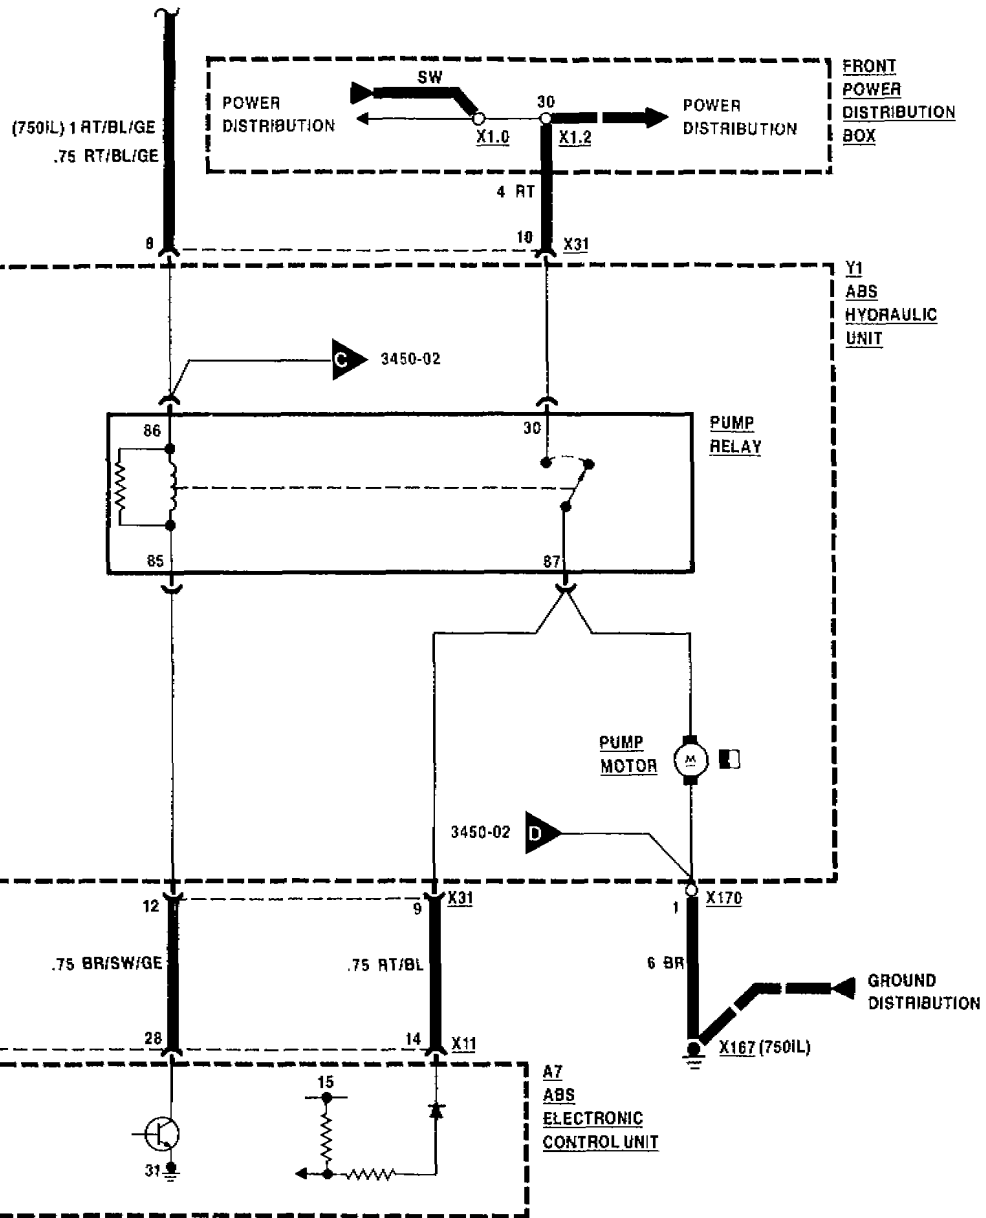 SW
FRONT
POWER
DISTRIBUTION
BOX
POWER
DISTRIBUTION
30
POWER
DISTRIBUTION
X1.0
X1.2
(750iL) 1 RT/BL/GE
.75 RT/BL/GE
4 RT
8
10
X31
Y1
ABS
HYDRAULIC
UNIT
C
3450-02
86
30
PUMP
RELAY
85
87
PUMP
MOTOR
M
3450-02
D
12
9
X31
1
X170
.75 BR/SW/GE
.75 RT/BL
6 BR
GROUND
DISTRIBUTION
28
14
X11
X167 (750iL)
15
A7
ABS
ELECTRONIC
CONTROL UNIT
31